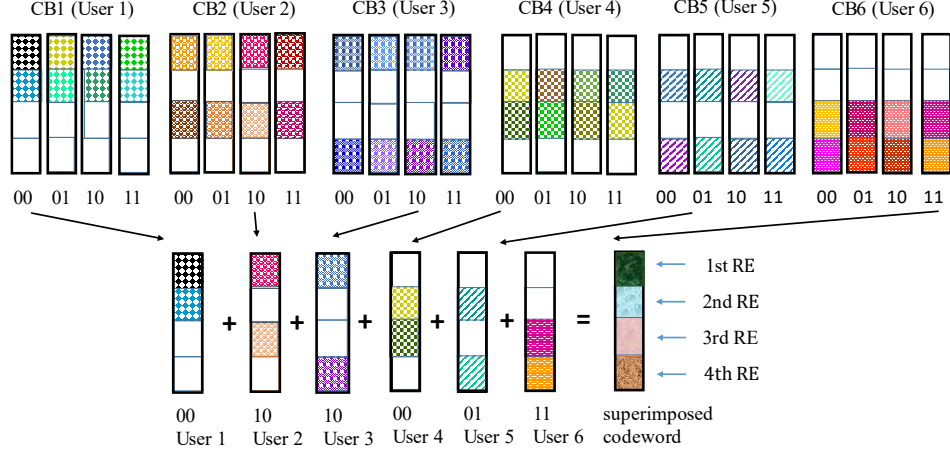 CB1 (User 1) CB2 (User 2) CB3 (User 3) CB4 (User 4) CB5 (User 5) CB6 (User 6)
00 01 10 11 00 01 10 11 00 01 10 11 00 01 10 11 00 01 10 11 00 01 10 11
1st RE
2nd RE
+ + + + + =
3rd RE
4th RE
00 10 10 00 01 11 superimposed
User 1 User 2 User 3 User 4 User 5 User 6 codeword